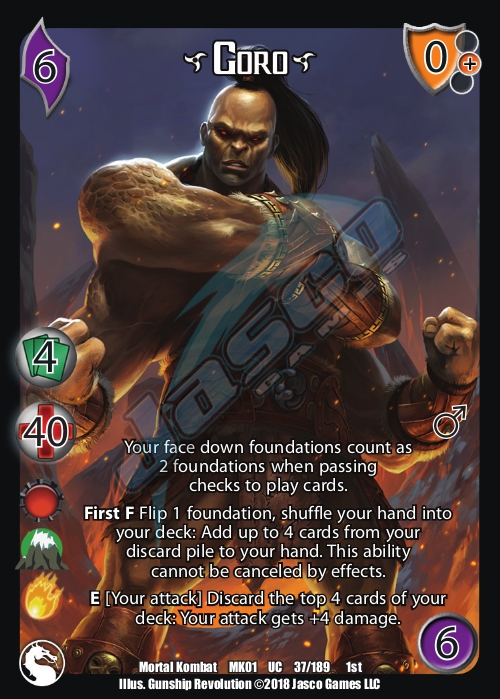 6
GORO
0
+
4
40
Your face down foundations count as
2 foundations when passing
checks to play cards.
First F Flip 1 foundation, shuffle your hand into
your deck: Add up to 4 cards from your
discard pile to your hand. This ability
cannot be canceled by effects.
E [Your attack] Discard the top 4 cards of your
deck: Your attack gets +4 damage.
6
Mortal Kombat MK01 UC 37/189 1st
Illus. Gunship Revolution ©2018 Jasco Games LLC
Jasco
GAMES